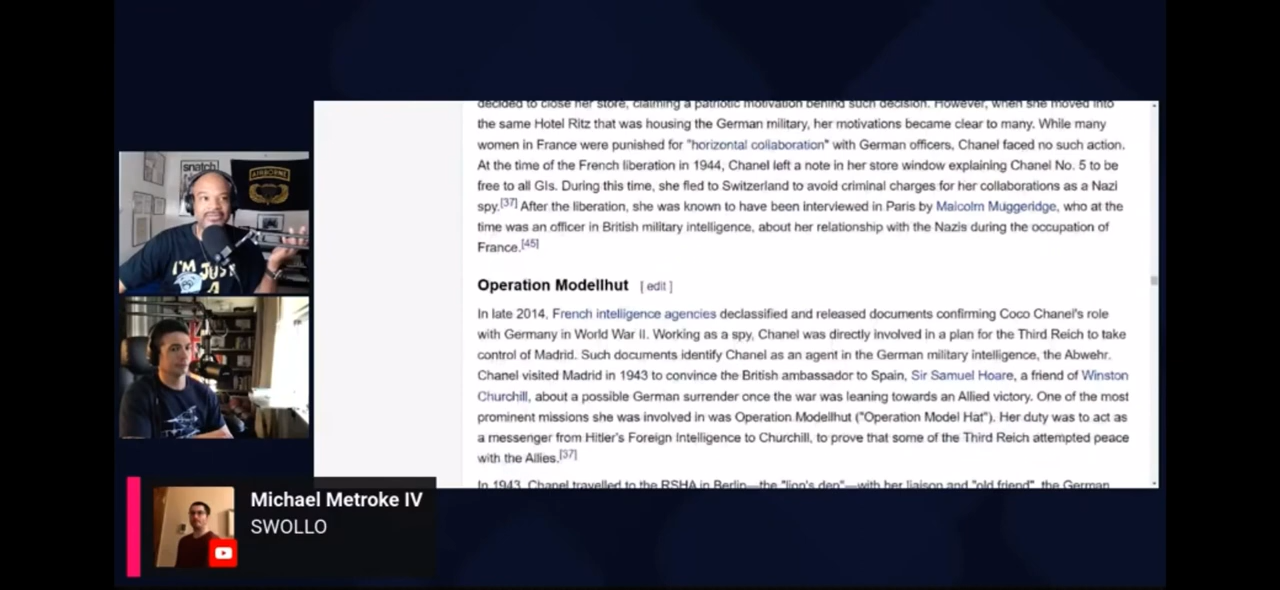 decided to close her store, claiming a patriotic motivation behind such decision. However, when she moved into
the same Hotel Ritz that was housing the German military, her motivations became clear to many. While many
women in France were punished for "horizontal collaboration" with German officers, Chanel faced no such action.
At the time of the French liberation in 1944, Chanel left a note in her store window explaining Chanel No. 5 to be
free to all GIs. During this time, she fled to Switzerland to avoid criminal charges for her collaborations as a Nazi
spy.[37] After the liberation, she was known to have been interviewed in Paris by Malcolm Muggeridge, who at the
time was an officer in British military intelligence, about her relationship with the Nazis during the occupation of
France.[45]
Operation Modellhut [ edit ]
In late 2014, French intelligence agencies declassified and released documents confirming Coco Chanel's role
with Germany in World War II. Working as a spy, Chanel was directly involved in a plan for the Third Reich to take
control of Madrid. Such documents identify Chanel as an agent in the German military intelligence, the Abwehr.
Chanel visited Madrid in 1943 to convince the British ambassador to Spain, Sir Samuel Hoare, a friend of Winston
Churchill, about a possible German surrender once the war was leaning towards an Allied victory. One of the most
prominent missions she was involved in was Operation Modellhut ("Operation Model Hat"). Her duty was to act as
a messenger from Hitler's Foreign Intelligence to Churchill, to prove that some of the Third Reich attempted peace
with the Allies.[37]
In 1943, Chanel travelled to the RSHA in Berlin—the "lion's den"—with her liaison and "old friend", the German
snatch
AIRBORNE
I'M JUST
A
Michael Metroke IV
SWOLLO